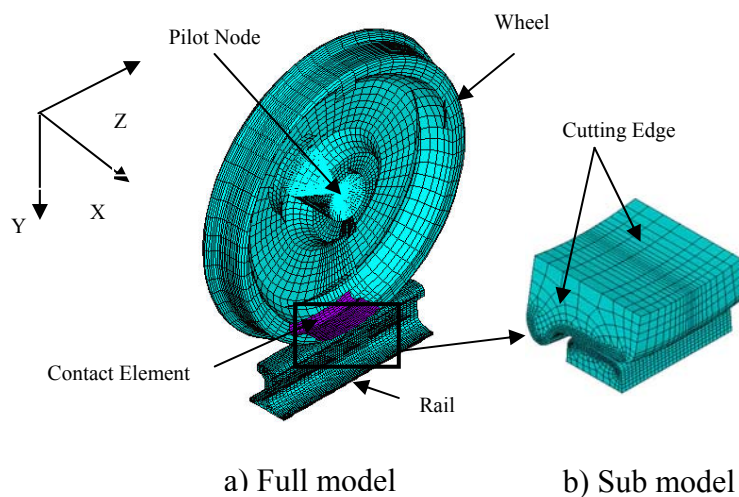 Pilot Node
Wheel
Z
Cutting Edge
Y
X
Contact Element
Rail
a) Full model
b) Sub model